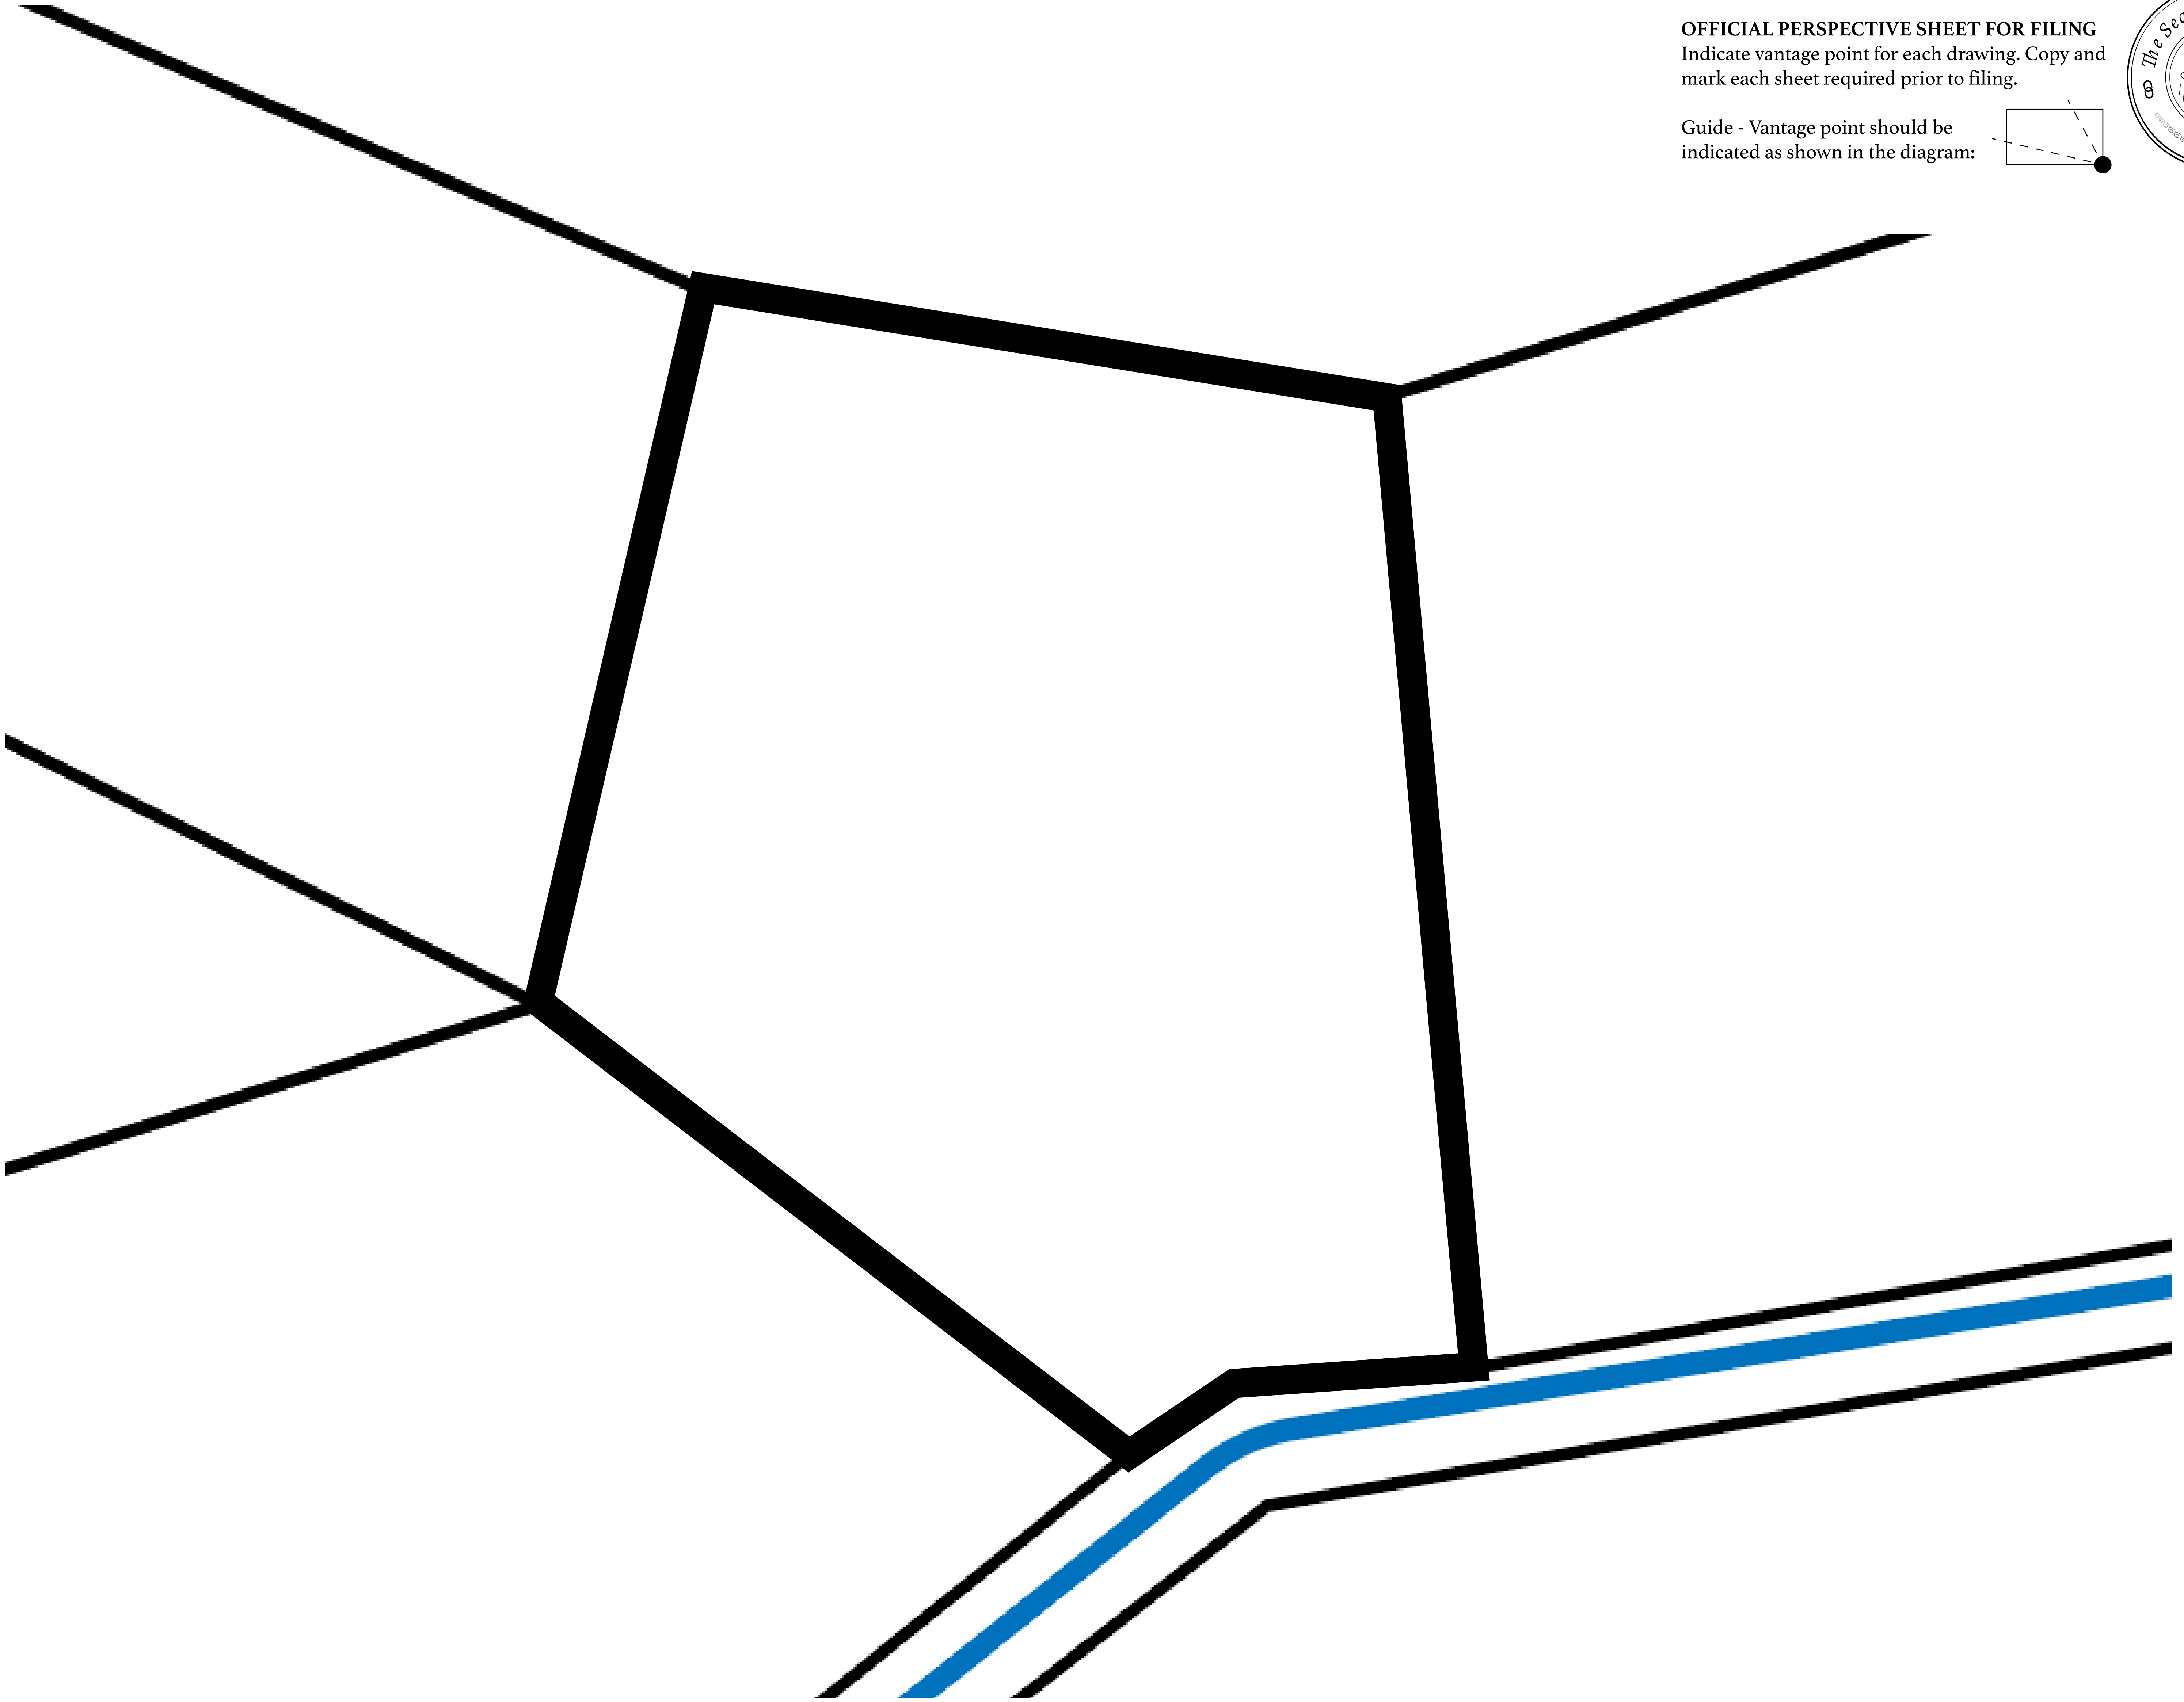 OFFICIAL PERSPECTIVE SHEET FOR FILING
Indicate vantage point for each drawing. Copy and
mark each sheet required prior to filing.
Guide - Vantage point should be
indicated as shown in the diagram:
The